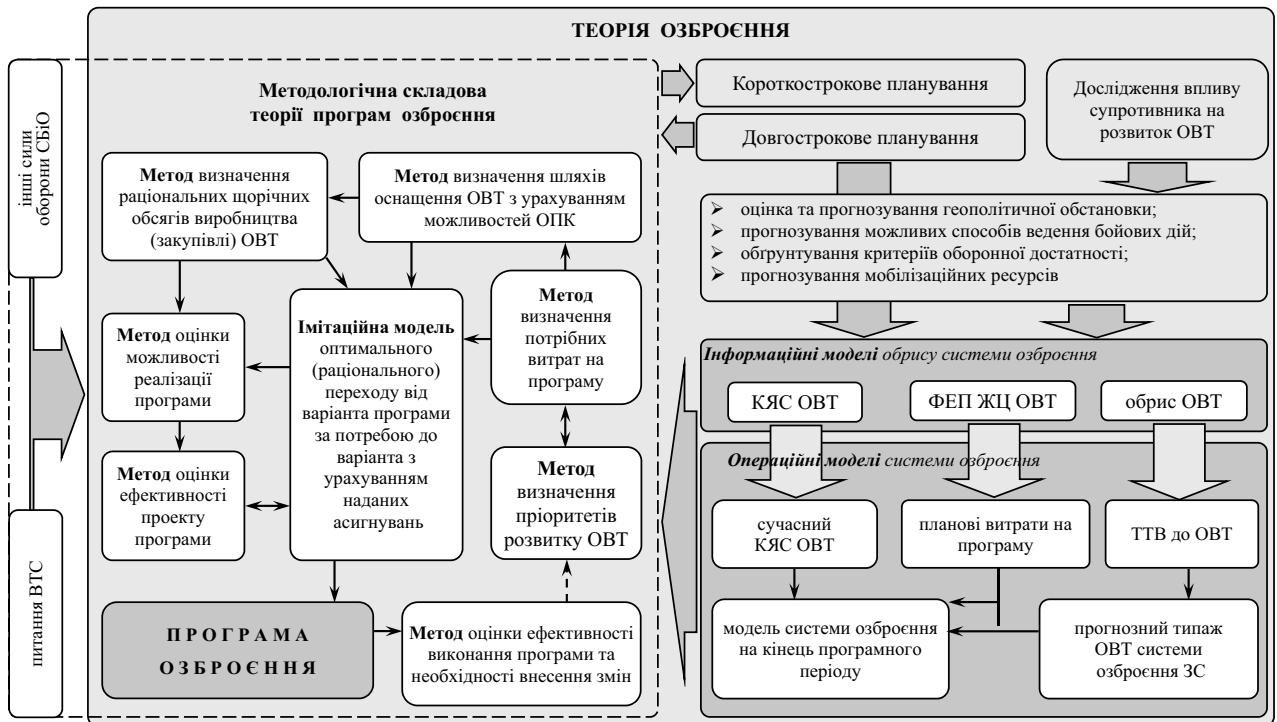 ТЕОРІЯ ОЗБРОЄННЯ
інші сили
оборони СБіО
питання ВТС
Методологічна складова
теорії програм озброєння
Метод визначення
раціональних щорічних
обсягів виробництва
(закупівлі) ОВТ
Метод визначення шляхів
оснащення ОВТ з урахуванням
можливостей ОПК
Метод оцінки
можливості
реалізації
програми
Імітаційна модель
оптимального
(раціонального)
переходу від
варіанта програми
за потребою до
варіанта з
урахуванням
наданих
асигнувань
Метод
визначення
потрібних
витрат на
програму
Метод оцінки
ефективності
проекту
програми
Метод
визначення
пріоритетів
розвитку ОВТ
ПРОГРАМА
ОЗБРОЄННЯ
Метод оцінки ефективності
виконання програми та
необхідності внесення змін
Короткострокове планування
Довгострокове планування
Дослідження впливу
супротивника на
розвиток ОВТ
➢ оцінка та прогнозування геополітичної обстановки;
➢ прогнозування можливих способів ведення бойових дій;
➢ обґрунтування критеріїв оборонної достатності;
➢ прогнозування мобілізаційних ресурсів
Інформаційні моделі обрису системи озброєння
КЯС ОВТ
ФЕП ЖЦ ОВТ
обрис ОВТ
Операційні моделі системи озброєння
сучасний
КЯС ОВТ
планові витрати на
програму
ТТВ до ОВТ
модель системи озброєння
на кінець програмного
періоду
прогнозний типаж
ОВТ системи
озброєння ЗС